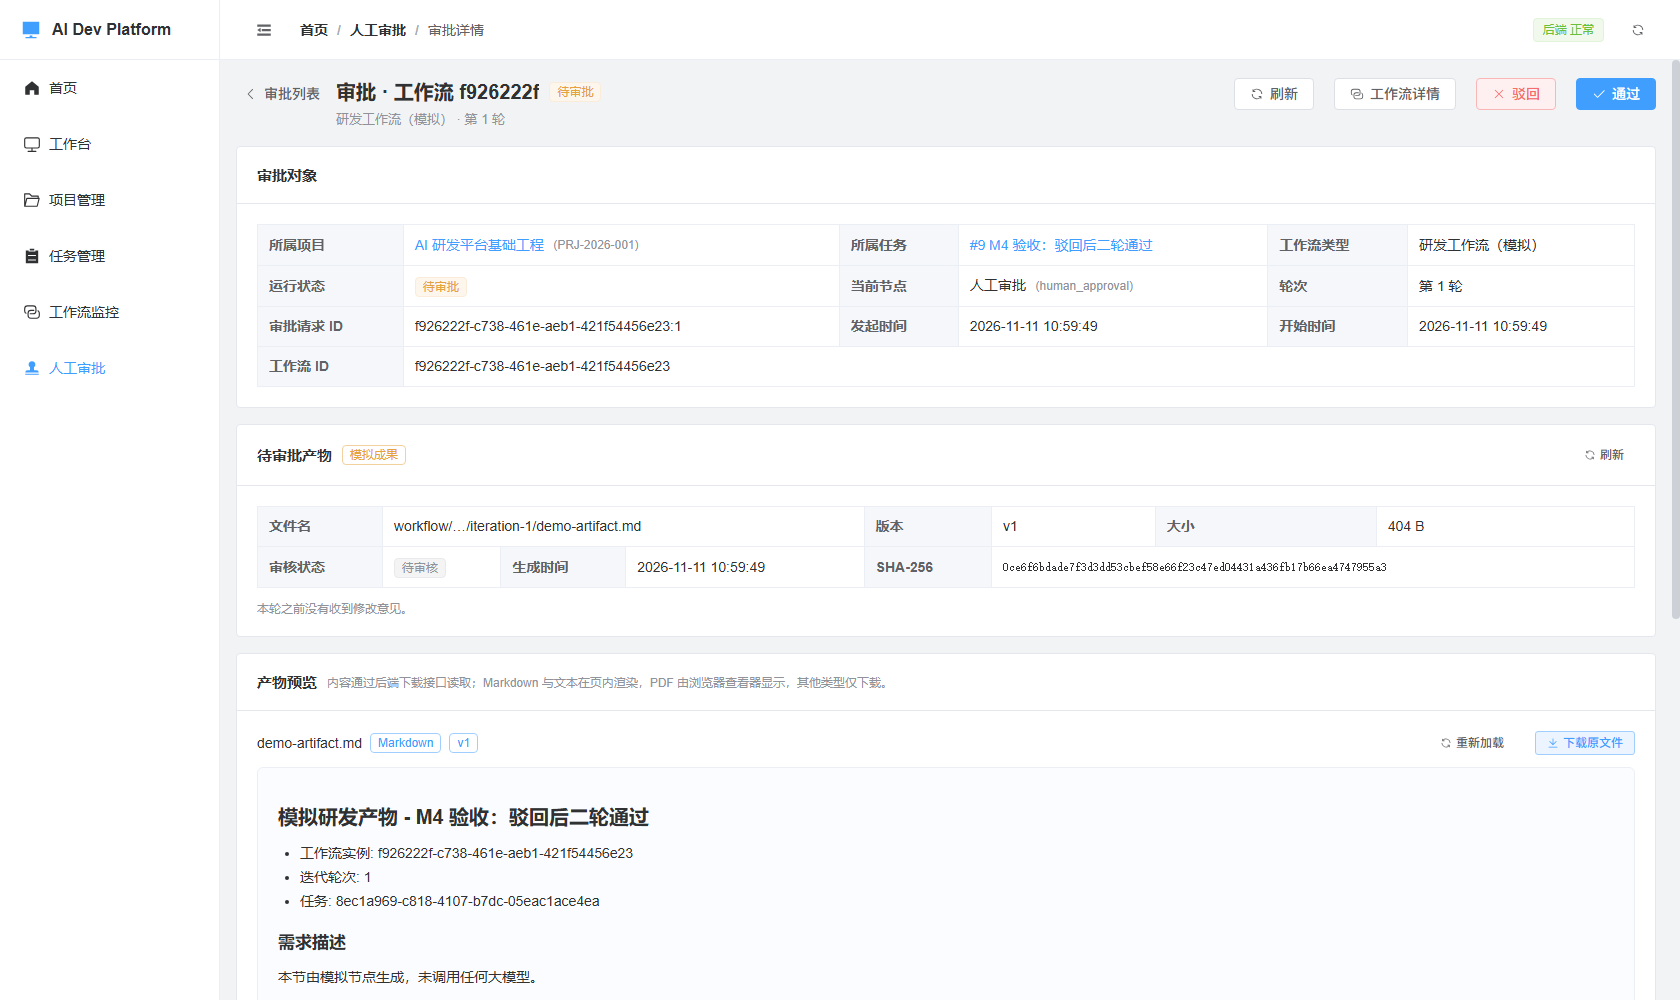 AI Dev Platform
首页 / 人工审批 / 审批详情
后端 正常
首页
工作台
项目管理
任务管理
工作流监控
人工审批
审批列表
审批 · 工作流 f926222f 待审批
研发工作流（模拟） · 第 1 轮
刷新
工作流详情
驳回
通过
审批对象
所属项目 AI 研发平台基础工程 (PRJ-2026-001) 所属任务 #9 M4 验收：驳回后二轮通过 工作流类型 研发工作流（模拟）
运行状态 待审批 当前节点 人工审批 (human_approval) 轮次 第 1 轮
审批请求 ID f926222f-c738-461e-aeb1-421f54456e23:1 发起时间 2026-11-11 10:59:49 开始时间 2026-11-11 10:59:49
工作流 ID f926222f-c738-461e-aeb1-421f54456e23
待审批产物 模拟成果 刷新
文件名 workflow/…/iteration-1/demo-artifact.md 版本 v1 大小 404 B
审核状态 待审核 生成时间 2026-11-11 10:59:49 SHA-256 0ce6f6bdade7f3d3dd53cbef58e66f23c47ed04431a436fb17b66ea4747955a3
本轮之前没有收到修改意见。
产物预览 内容通过后端下载接口读取；Markdown 与文本在页内渲染，PDF 由浏览器查看器显示，其他类型仅下载。
demo-artifact.md Markdown v1 重新加载 下载原文件
模拟研发产物 - M4 验收：驳回后二轮通过
• 工作流实例: f926222f-c738-461e-aeb1-421f54456e23
• 迭代轮次: 1
• 任务: 8ec1a969-c818-4107-b7dc-05eac1ace4ea
需求描述
本节由模拟节点生成，未调用任何大模型。